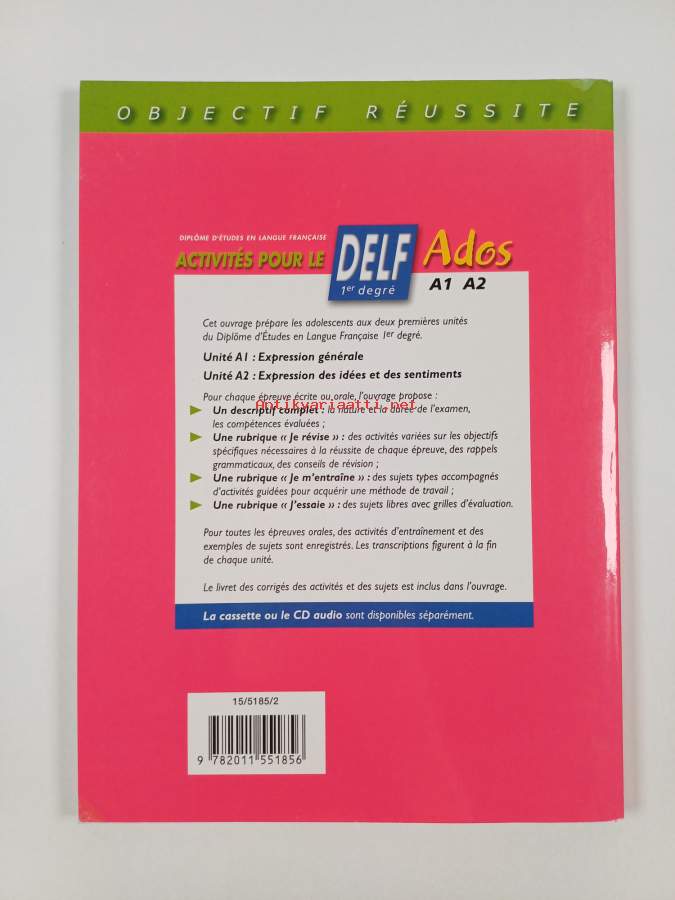 OBJECTIF RÉUSSITE
DIPLÔME D'ÉTUDES EN LANGUE FRANÇAISE
ACTIVITÉS POUR LE DELF Ados
1er degré A1 A2
Cet ouvrage prépare les adolescents aux deux premières unités
du Diplôme d'Études en Langue Française 1er degré.
Unité A1 : Expression générale
Unité A2 : Expression des idées et des sentiments
Pour chaque épreuve écrite ou orale, l'ouvrage propose :
Antikvariaatti.net
Un descriptif complet : la nature et la durée de l'examen,
les compétences évaluées ;
Une rubrique « Je révise » : des activités variées sur les objectifs
spécifiques nécessaires à la réussite de chaque épreuve, des rappels
grammaticaux, des conseils de révision ;
Une rubrique « Je m'entraîne » : des sujets types accompagnés
d'activités guidées pour acquérir une méthode de travail ;
Une rubrique « J'essaie » : des sujets libres avec grilles d'évaluation.
Pour toutes les épreuves orales, des activités d'entraînement et des
exemples de sujets sont enregistrés. Les transcriptions figurent à la fin
de chaque unité.
Le livret des corrigés des activités et des sujets est inclus dans l'ouvrage.
La cassette ou le CD audio sont disponibles séparément.
15/5185/2
9 782011 551856